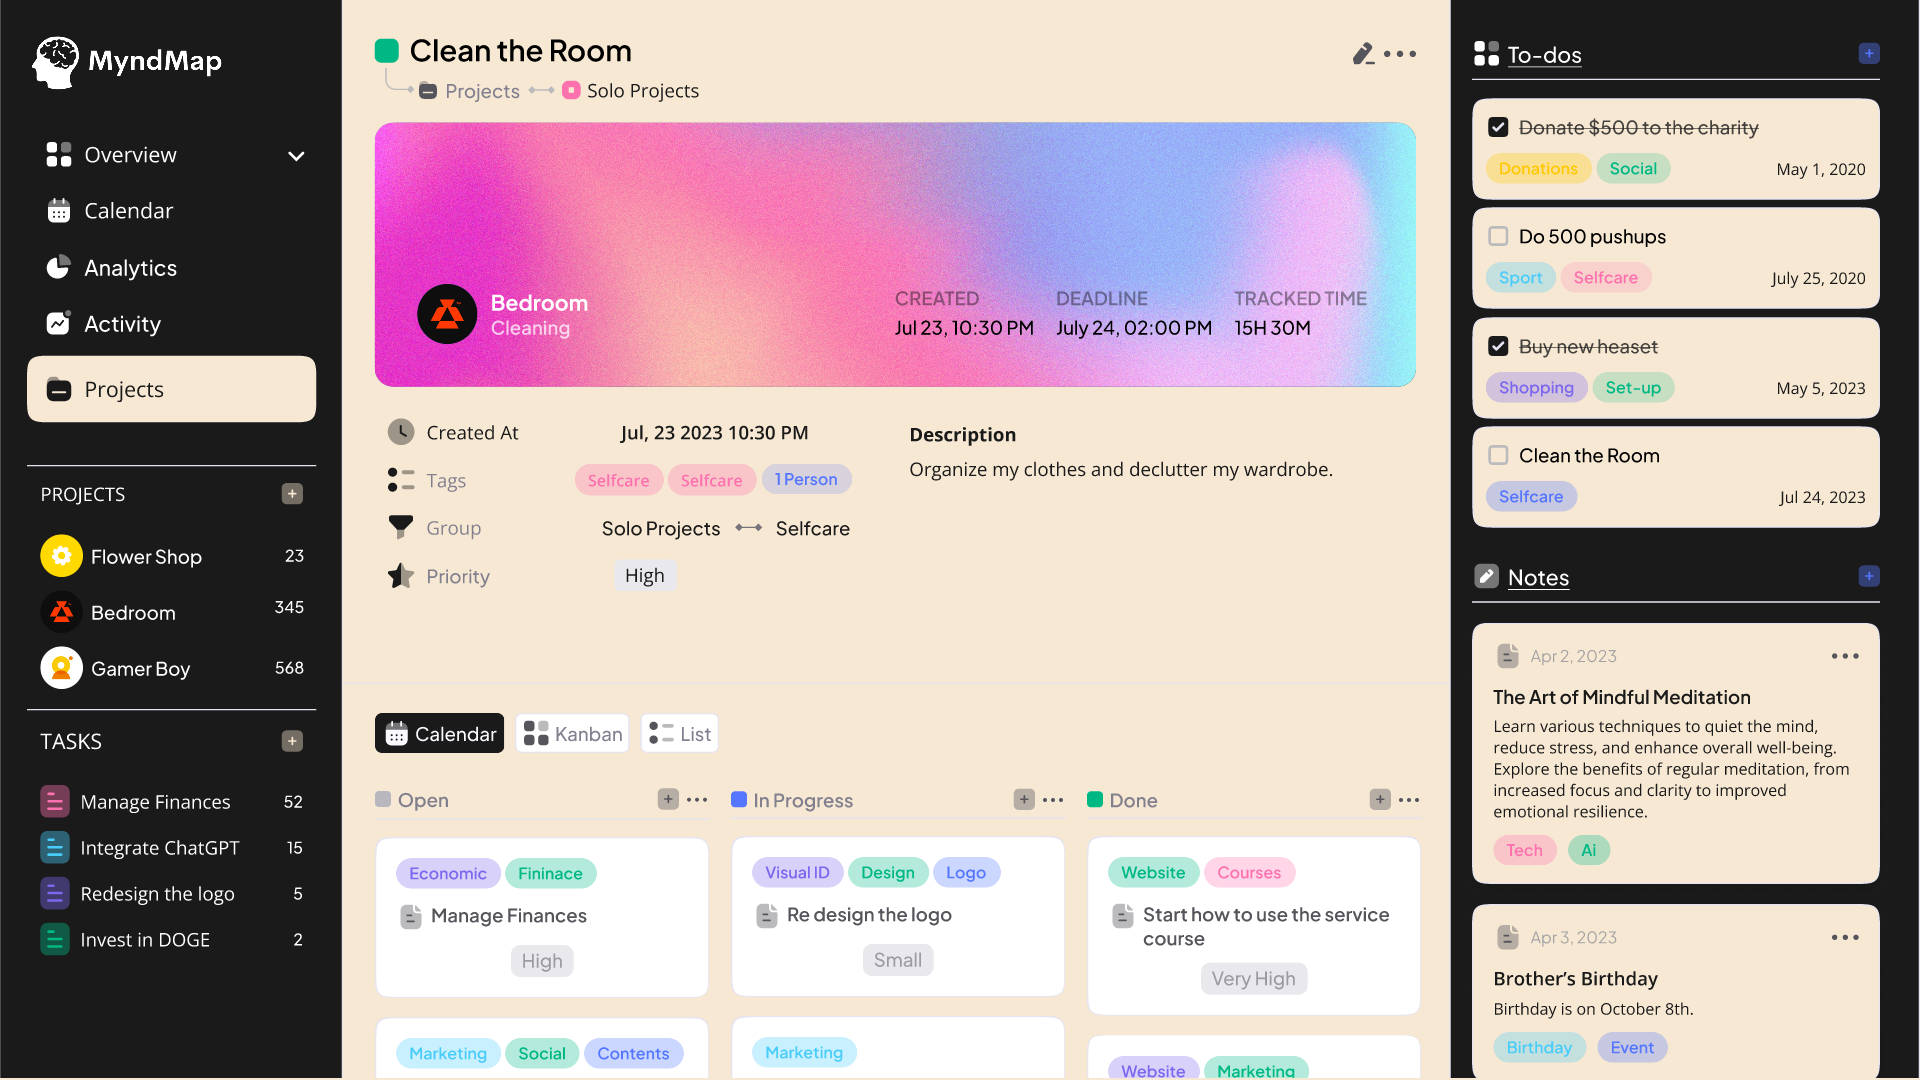 MyndMap
Overview
Calendar
Analytics
Activity
Projects
PROJECTS
Flower Shop 23
Bedroom 345
Gamer Boy 568
TASKS
Manage Finances 52
Integrate ChatGPT 15
Redesign the logo 5
Invest in DOGE 2
Clean the Room
Projects Solo Projects
Bedroom
Cleaning
CREATED DEADLINE TRACKED TIME
Jul 23, 10:30 PM July 24, 02:00 PM 15H 30M
Created At Jul, 23 2023 10:30 PM
Tags Selfcare Selfcare 1 Person
Group Solo Projects Selfcare
Priority High
Description
Organize my clothes and declutter my wardrobe.
Calendar Kanban List
Open
Economic Fininace
Manage Finances
High
Marketing Social Contents
In Progress
Visual ID Design Logo
Re design the logo
Small
Marketing
Done
Website Courses
Start how to use the service
course
Very High
Website Marketing
To-dos
Donate $500 to the charity
Donations Social May 1, 2020
Do 500 pushups
Sport Selfcare July 25, 2020
Buy new heaset
Shopping Set-up May 5, 2023
Clean the Room
Selfcare Jul 24, 2023
Notes
Apr 2, 2023
The Art of Mindful Meditation
Learn various techniques to quiet the mind,
reduce stress, and enhance overall well-being.
Explore the benefits of regular meditation, from
increased focus and clarity to improved
emotional resilience.
Tech Ai
Apr 3, 2023
Brother’s Birthday
Birthday is on October 8th.
Birthday Event